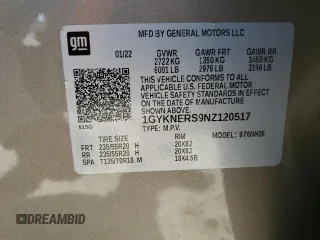 gm
MFD BY GENERAL MOTORS LLC
01/22 GVWR GAWR FRT GAWR RR
2722 KG 1350 KG 1450 KG
6001 LB 2976 LB 3196 LB
THIS VEHICLE CONFORMS TO ALL
APPLICABLE U.S. FEDERAL MOTOR
VEHICLE SAFETY STANDARDS IN EFFECT
ON THE DATE OF MANUFACTURE
SHOWN ABOVE.
1GYKNERS9NZ120517
TYPE: M.P.V.
MODEL:
TIRE SIZE RIM
FRT 235/55R20 H 20X8J
RR 235/55R20 H 20X8J
SPA T135/70R18 M 18X4.5B
DREAMBID